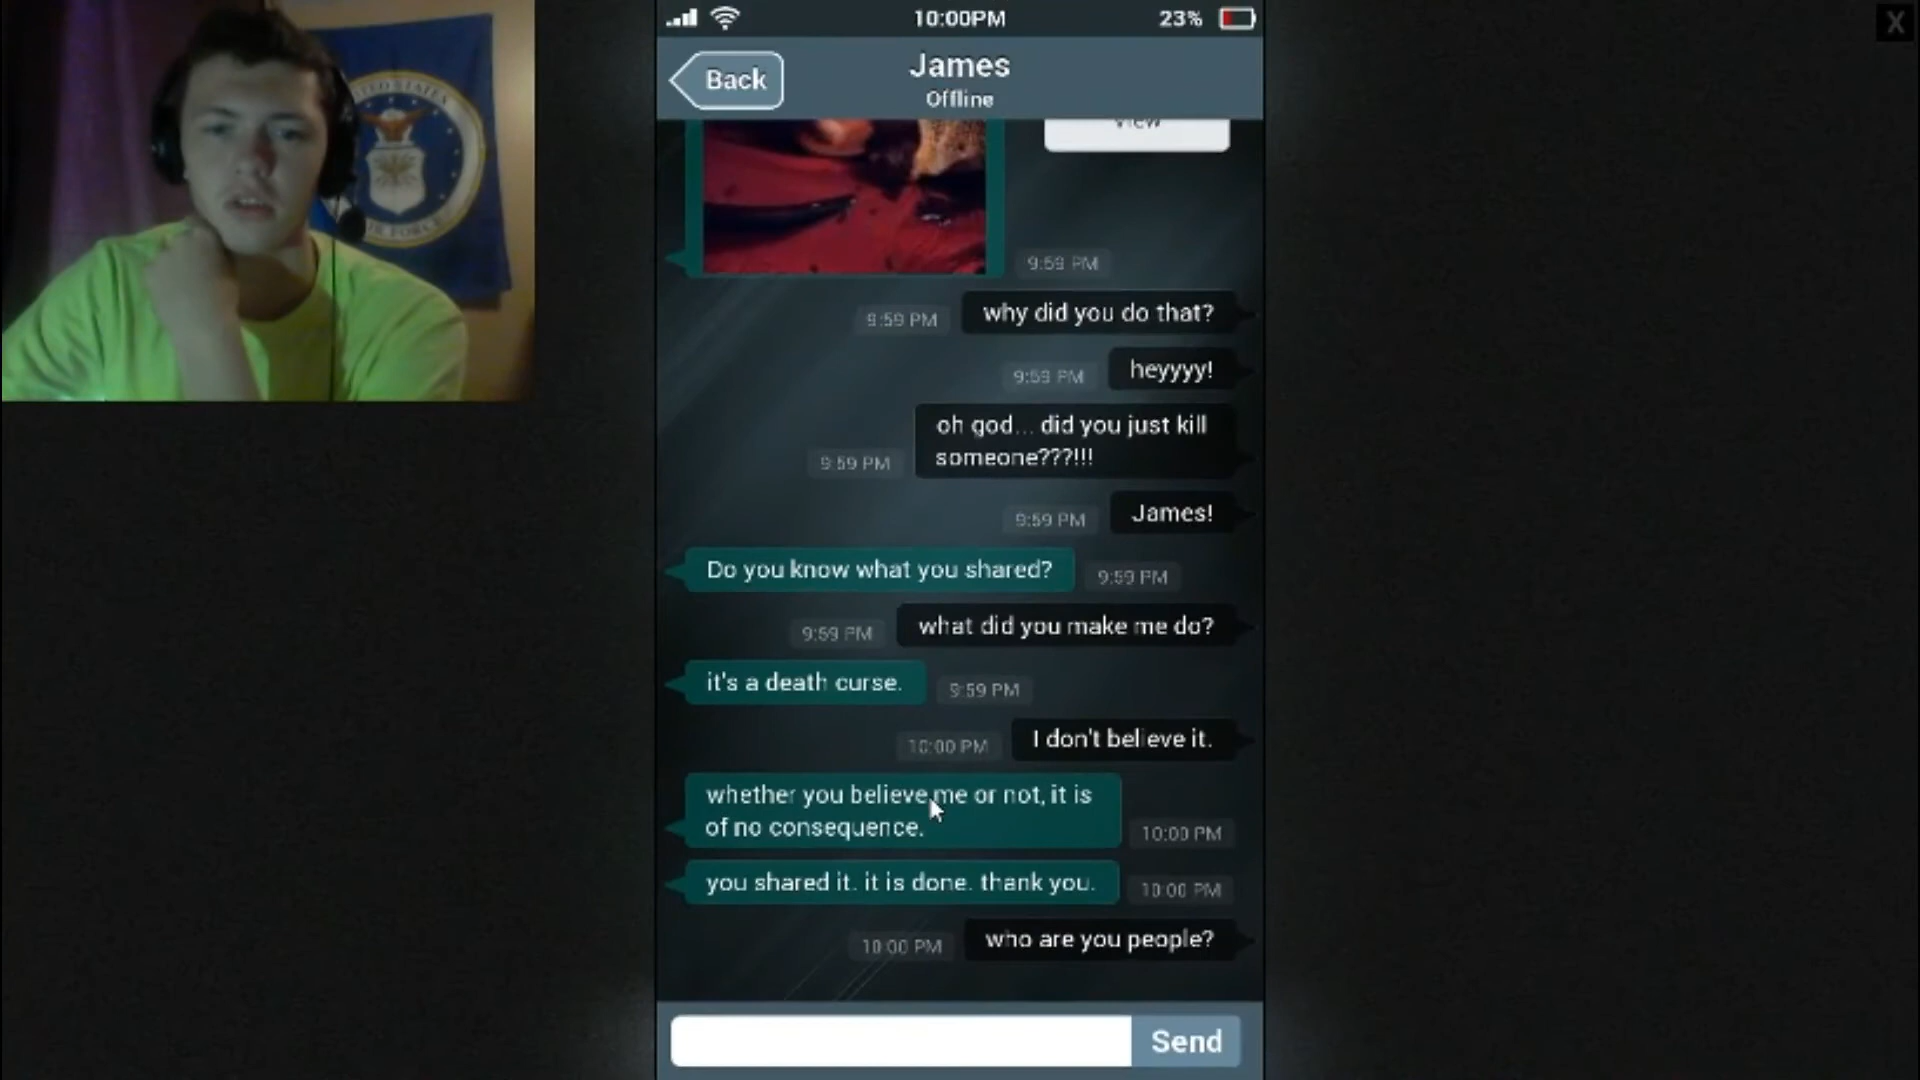 10:00PM
23%
X
Back
James
Offline
view
9:59 PM
why did you do that?
9:59 PM
heyyyy!
9:59 PM
oh god... did you just kill
someone???!!!
9:59 PM
James!
9:59 PM
Do you know what you shared?
9:59 PM
what did you make me do?
9:59 PM
it's a death curse.
9:59 PM
I don't believe it.
10:00 PM
whether you believe me or not, it is
of no consequence.
10:00 PM
you shared it. it is done. thank you.
10:00 PM
who are you people?
10:00 PM
Send